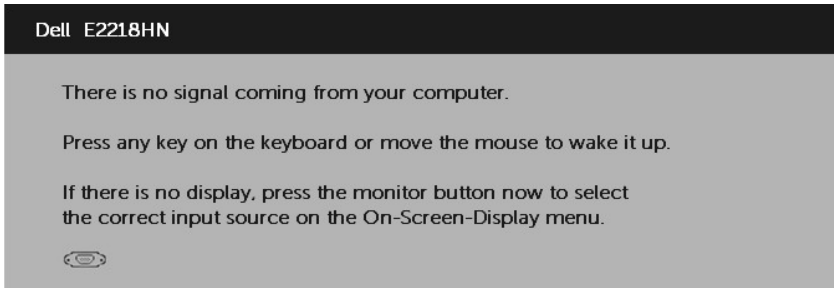 Dell E2218HN
There is no signal coming from your computer.
Press any key on the keyboard or move the mouse to wake it up.
If there is no display, press the monitor button now to select
the correct input source on the On-Screen-Display menu.